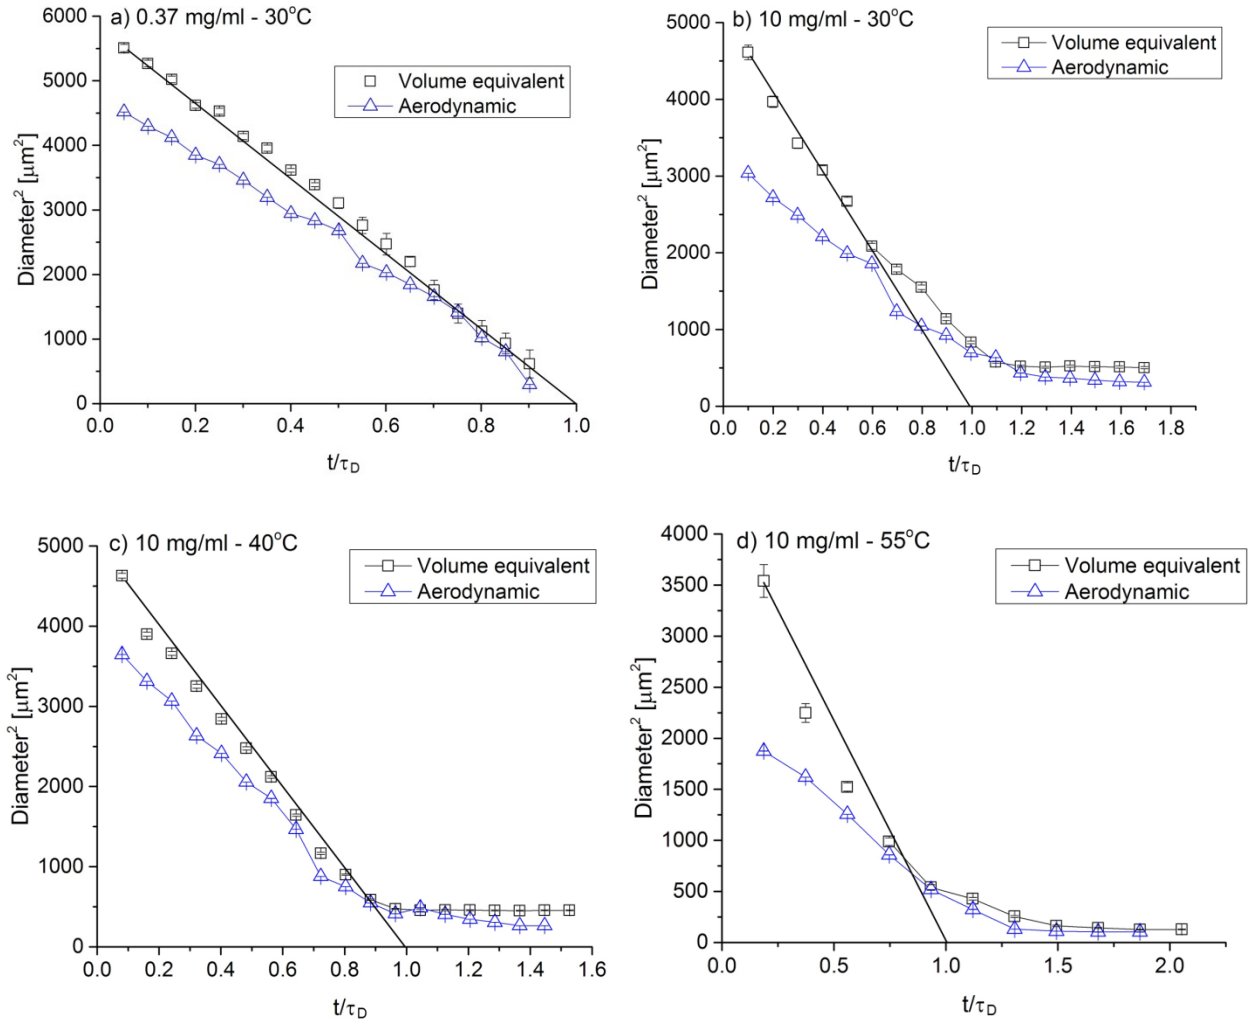 a) 0.37 mg/ml - 30°C
6000
5000
4000
3000
2000
1000
0
Diameter² [μm²]
Volume equivalent
Aerodynamic
0.0 0.2 0.4 0.6 0.8 1.0
t/τD
b) 10 mg/ml - 30°C
5000
4000
3000
2000
1000
0
Diameter² [μm²]
Volume equivalent
Aerodynamic
0.0 0.2 0.4 0.6 0.8 1.0 1.2 1.4 1.6 1.8
t/τD
c) 10 mg/ml - 40°C
5000
4000
3000
2000
1000
0
Diameter² [μm²]
Volume equivalent
Aerodynamic
0.0 0.2 0.4 0.6 0.8 1.0 1.2 1.4 1.6
t/τD
d) 10 mg/ml - 55°C
4000
3500
3000
2500
2000
1500
1000
500
0
Diameter² [μm²]
Volume equivalent
Aerodynamic
0.0 0.5 1.0 1.5 2.0
t/τD